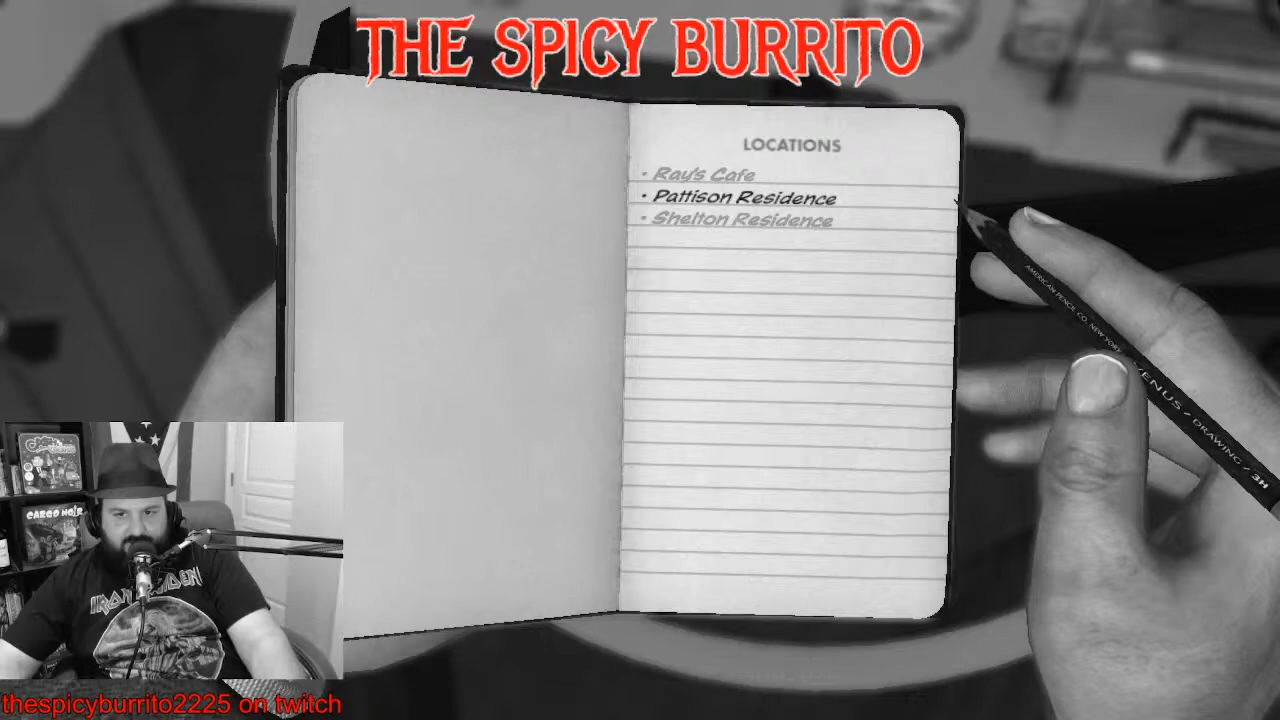 THE SPICY BURRITO
LOCATIONS
· Ray's Cafe
· Pattison Residence
· Shelton Residence
AMERICAN PENCIL CO. NEW YORK
VENUS / DRAWING / 3H
CARGO NOIR
IRON MAIDEN
thespicyburrito2225 on twitch